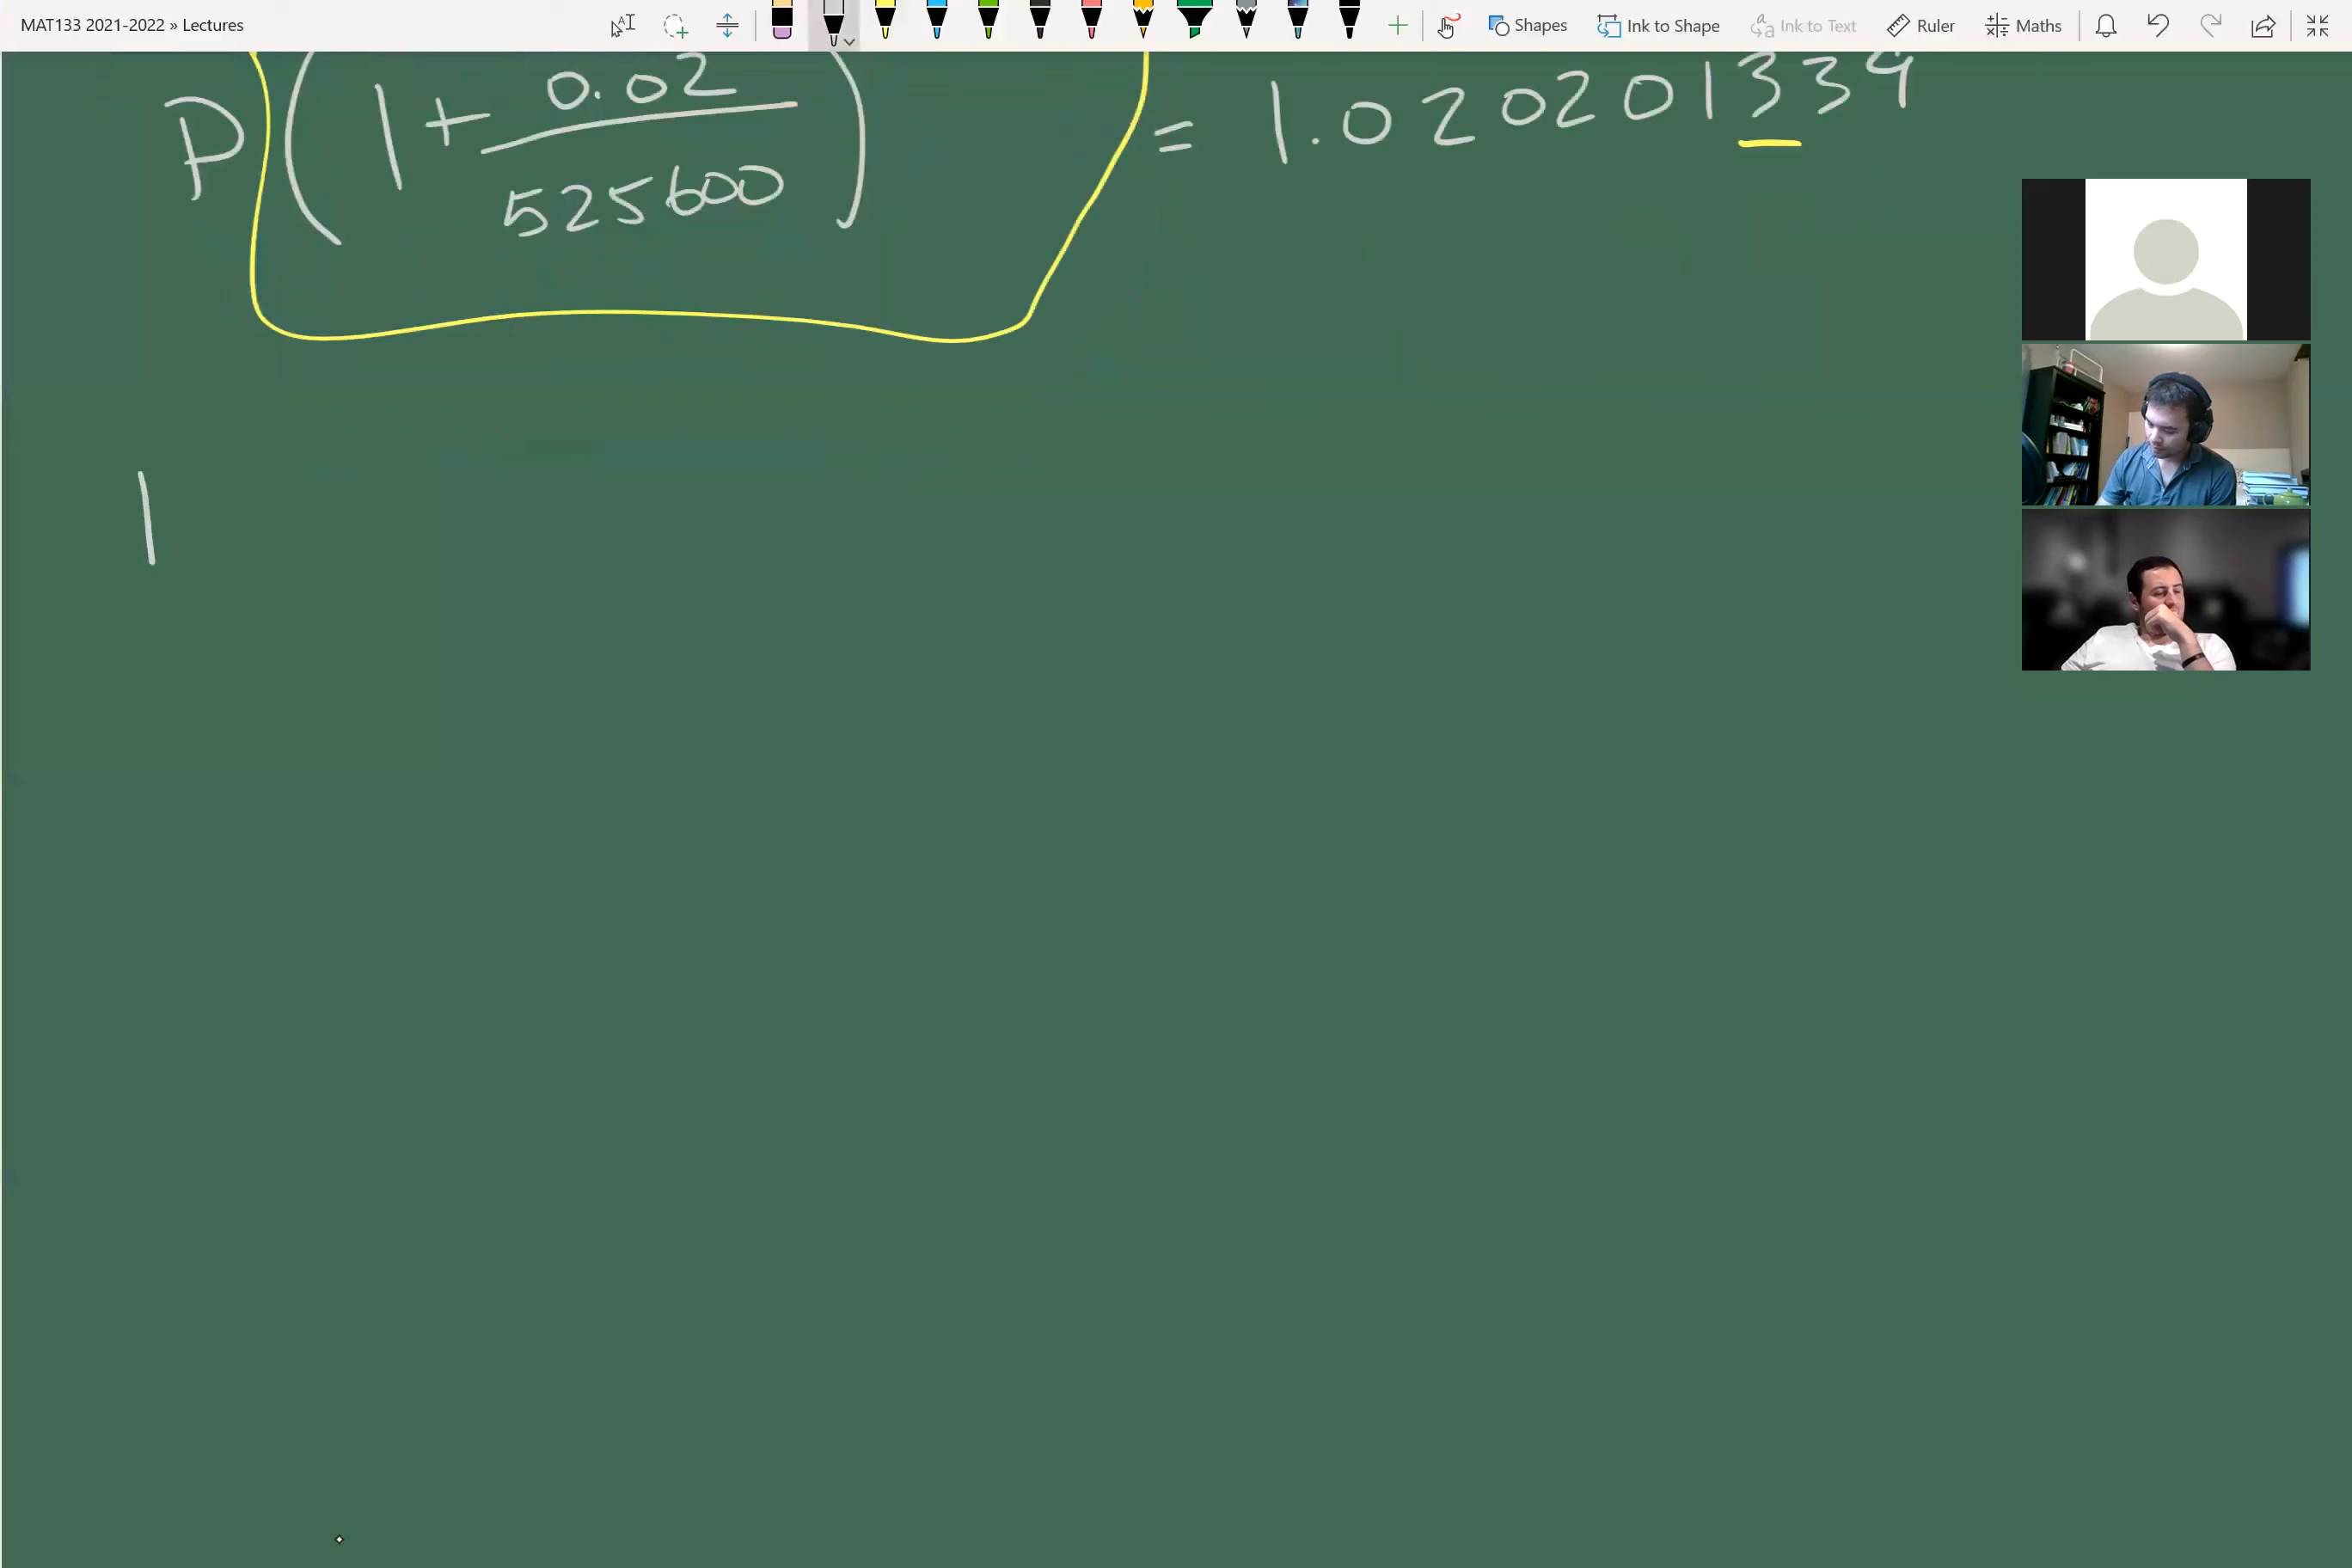 MAT133 2021-2022 » Lectures
Shapes
Ink to Shape
Ink to Text
Ruler
Maths
P(1+0.02/525600) = 1.0202013339
1